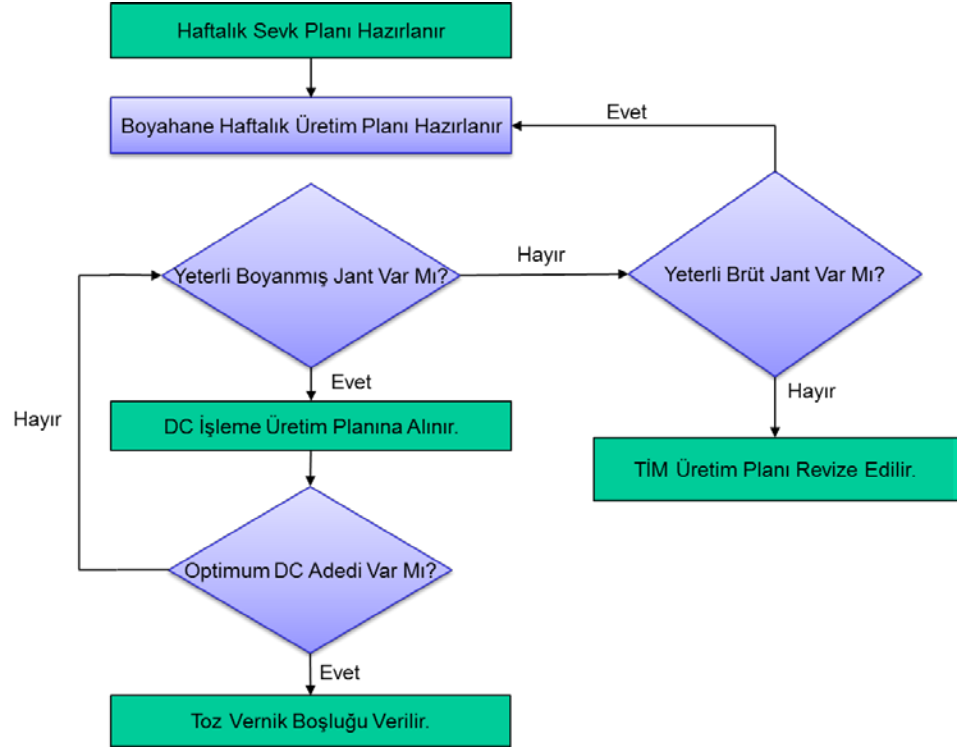 Haftalık Sevk Planı Hazırlanır
Boyahane Haftalık Üretim Planı Hazırlanır
Evet
Yeterli Boyanmış Jant Var Mı?
Hayır
Yeterli Brüt Jant Var Mı?
Evet
Hayır
Hayır
DC İşleme Üretim Planına Alınır.
TİM Üretim Planı Revize Edilir.
Optimum DC Adedi Var Mı?
Evet
Toz Vernik Boşluğu Verilir.